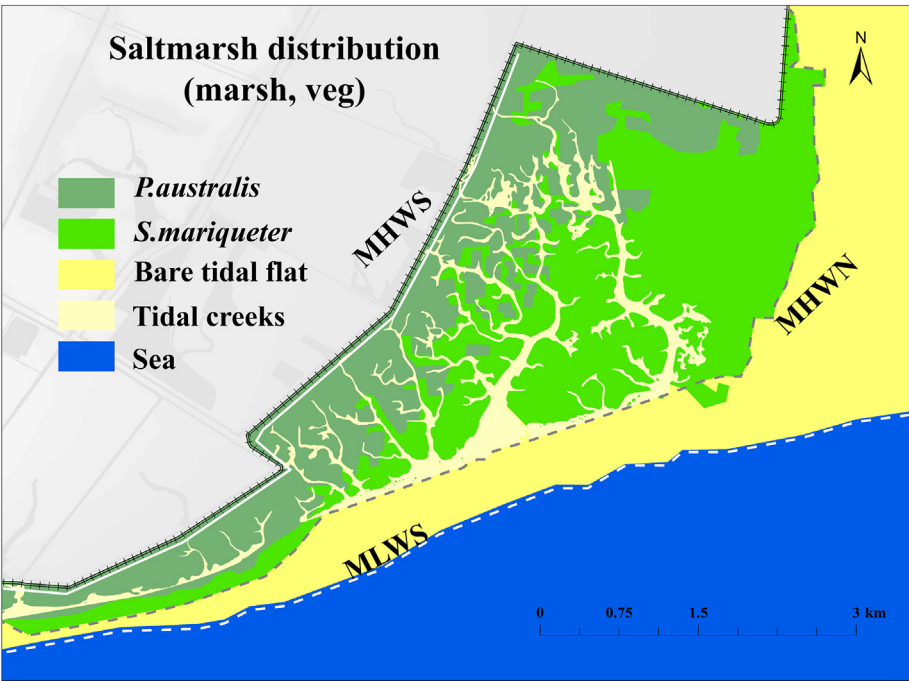 Saltmarsh distribution
(marsh, veg)
N
P.australis
S.mariqueter
Bare tidal flat
Tidal creeks
Sea
MHWS
MHWN
MLWS
0 0.75 1.5 3 km